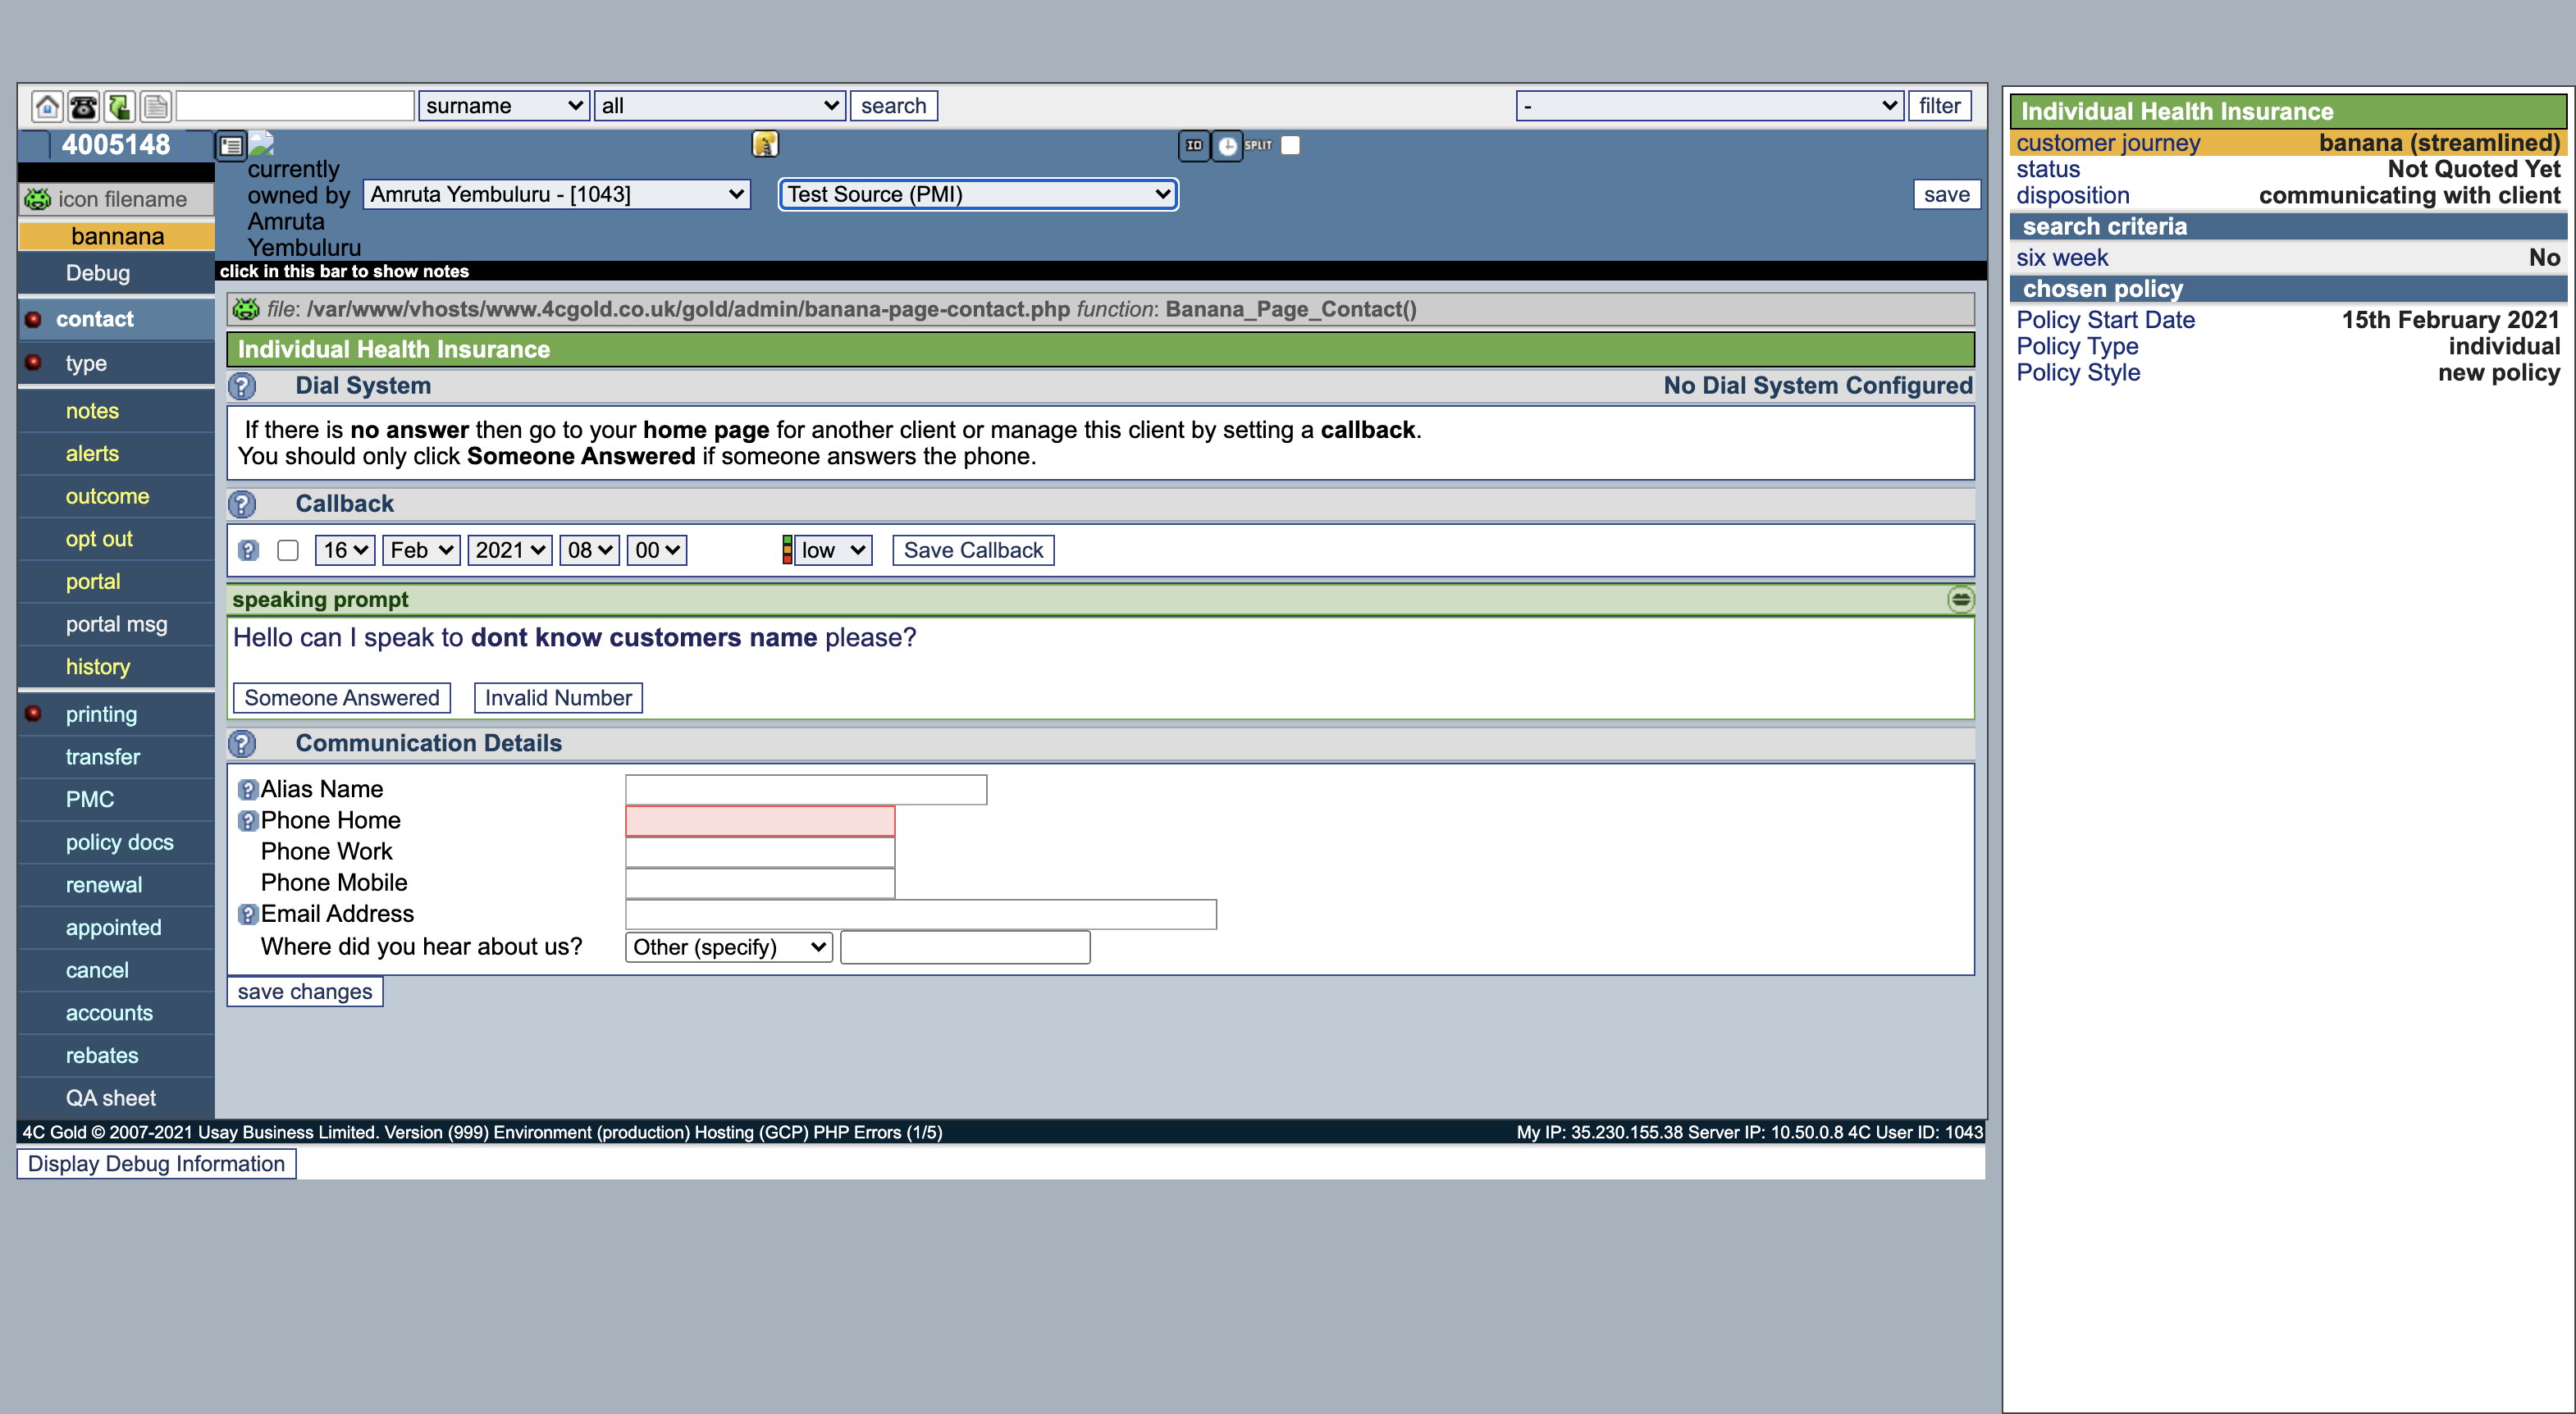 surname all search - filter
4005148
SPLIT
currently owned by Amruta Yembuluru
Amruta Yembuluru - [1043] Test Source (PMI) save
icon filename
bannana
Debug
click in this bar to show notes
contact
type
notes
alerts
outcome
opt out
portal
portal msg
history
printing
transfer
PMC
policy docs
renewal
appointed
cancel
accounts
rebates
QA sheet
file: /var/www/vhosts/www.4cgold.co.uk/gold/admin/banana-page-contact.php function: Banana_Page_Contact()
Individual Health Insurance
Dial System No Dial System Configured
If there is no answer then go to your home page for another client or manage this client by setting a callback.
You should only click Someone Answered if someone answers the phone.
Callback
16 Feb 2021 08 00 low Save Callback
speaking prompt
Hello can I speak to dont know customers name please?
Someone Answered Invalid Number
Communication Details
Alias Name
Phone Home
Phone Work
Phone Mobile
Email Address
Where did you hear about us? Other (specify)
save changes
4C Gold © 2007-2021 Usay Business Limited. Version (999) Environment (production) Hosting (GCP) PHP Errors (1/5) My IP: 35.230.155.38 Server IP: 10.50.0.8 4C User ID: 1043
Display Debug Information
Individual Health Insurance
customer journey banana (streamlined)
status Not Quoted Yet
disposition communicating with client
search criteria
six week No
chosen policy
Policy Start Date 15th February 2021
Policy Type individual
Policy Style new policy